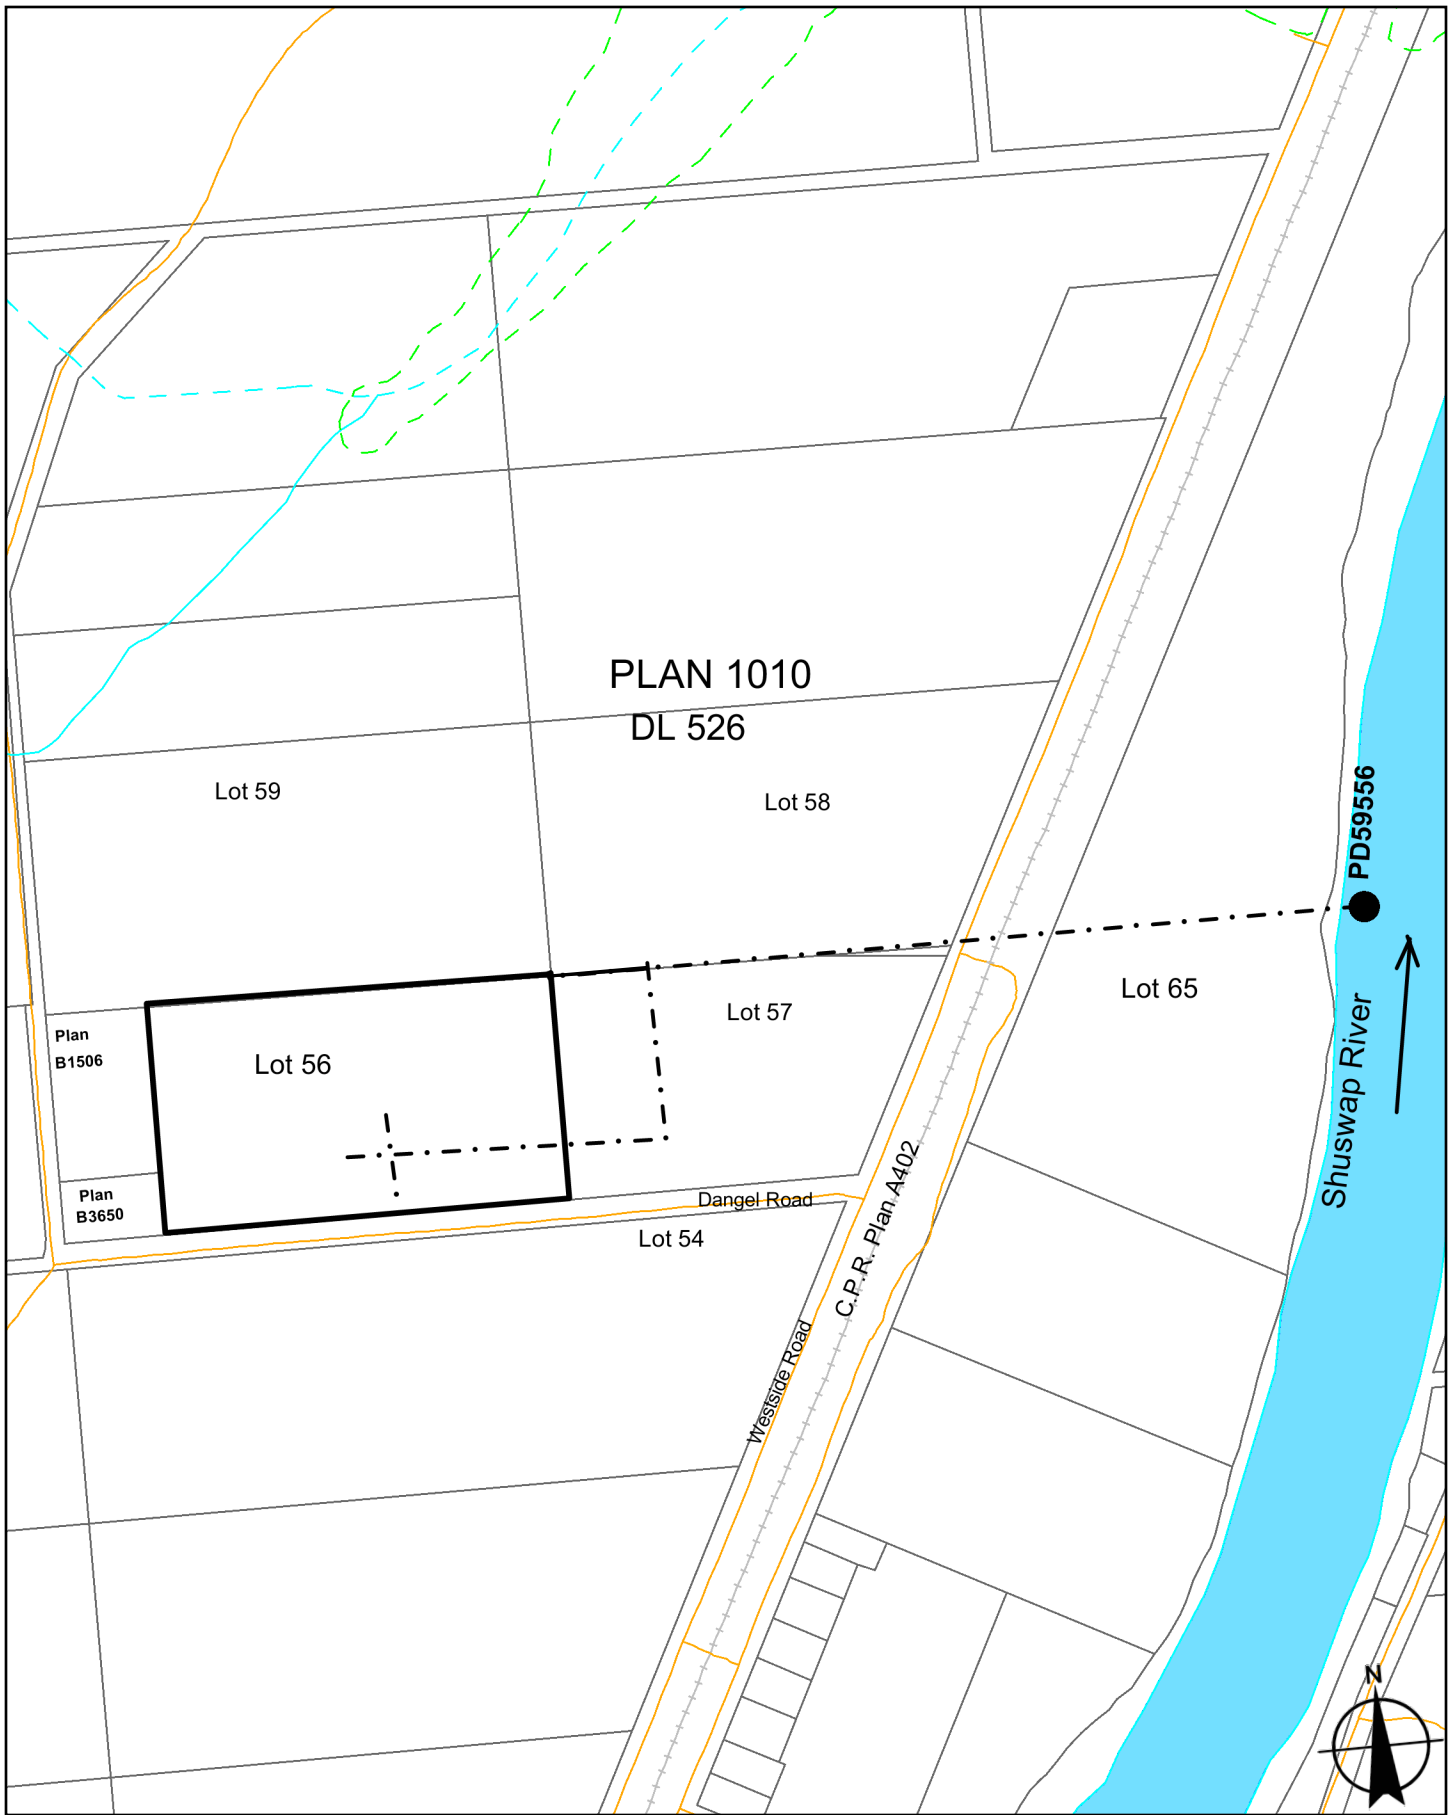 PLAN 1010
DL 526
Lot 59
Lot 58
PD59556
Lot 65
Lot 57
Plan
B1506
Lot 56
Shuswap River
Plan
B3650
Dangel Road
Lot 54
C.P.R. Plan A402
Westside Road
N